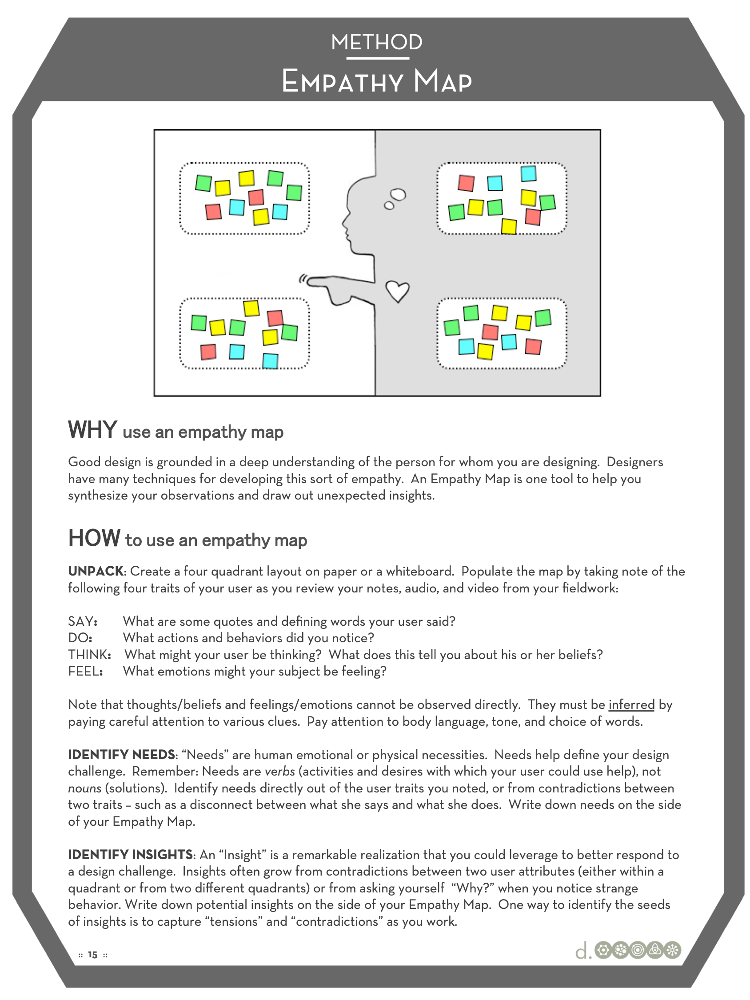 METHOD
EMPATHY MAP
WHY use an empathy map
Good design is grounded in a deep understanding of the person for whom you are designing.  Designers
have many techniques for developing this sort of empathy.  An Empathy Map is one tool to help you
synthesize your observations and draw out unexpected insights.
HOW to use an empathy map
UNPACK: Create a four quadrant layout on paper or a whiteboard.  Populate the map by taking note of the
following four traits of your user as you review your notes, audio, and video from your fieldwork:
SAY: What are some quotes and defining words your user said?
DO: What actions and behaviors did you notice?
THINK: What might your user be thinking?  What does this tell you about his or her beliefs?
FEEL: What emotions might your subject be feeling?
Note that thoughts/beliefs and feelings/emotions cannot be observed directly.  They must be inferred by
paying careful attention to various clues.  Pay attention to body language, tone, and choice of words.
IDENTIFY NEEDS: “Needs” are human emotional or physical necessities.  Needs help define your design
challenge.  Remember: Needs are verbs (activities and desires with which your user could use help), not
nouns (solutions).  Identify needs directly out of the user traits you noted, or from contradictions between
two traits – such as a disconnect between what she says and what she does.  Write down needs on the side
of your Empathy Map.
IDENTIFY INSIGHTS: An “Insight” is a remarkable realization that you could leverage to better respond to
a design challenge.  Insights often grow from contradictions between two user attributes (either within a
quadrant or from two different quadrants) or from asking yourself  “Why?” when you notice strange
behavior. Write down potential insights on the side of your Empathy Map.  One way to identify the seeds
of insights is to capture “tensions” and “contradictions” as you work.
:: 15 ::
d.